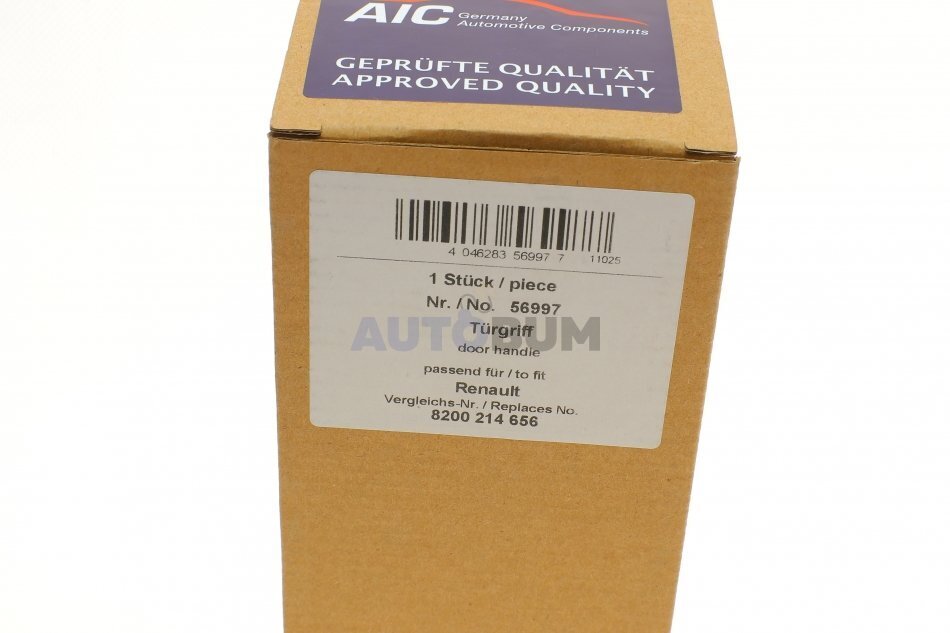 AIC Germany
Automotive Components
GEPRÜFTE QUALITÄT
APPROVED QUALITY
4 046283 56997 7 11025
1 Stück / piece
Nr. / No. 56997
AUTOBUM
Türgriff
door handle
passend für / to fit
Renault
Vergleichs-Nr. / Replaces No.
8200 214 656